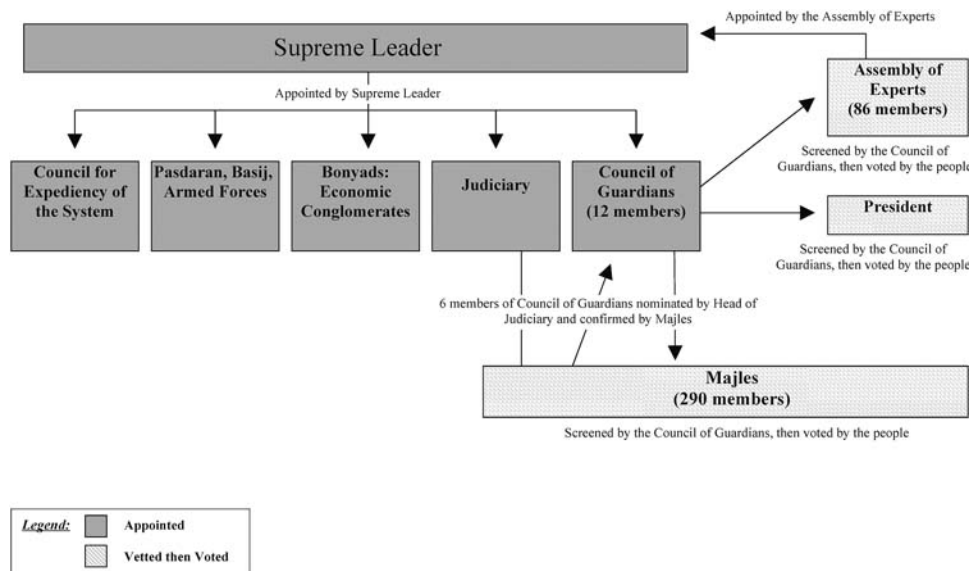 Appointed by the Assembly of Experts
Supreme Leader
Assembly of
Experts
(86 members)
Appointed by Supreme Leader
Screened by the Council of
Guardians, then voted by the people
Council for
Expediency of
the System
Pasdaran, Basij,
Armed Forces
Bonyads:
Economic
Conglomerates
Judiciary
Council of
Guardians
(12 members)
President
Screened by the Council of
Guardians, then voted by the people
6 members of Council of Guardians nominated by Head of
Judiciary and confirmed by Majles
Majles
(290 members)
Screened by the Council of Guardians, then voted by the people
Legend:
Appointed
Vetted then Voted